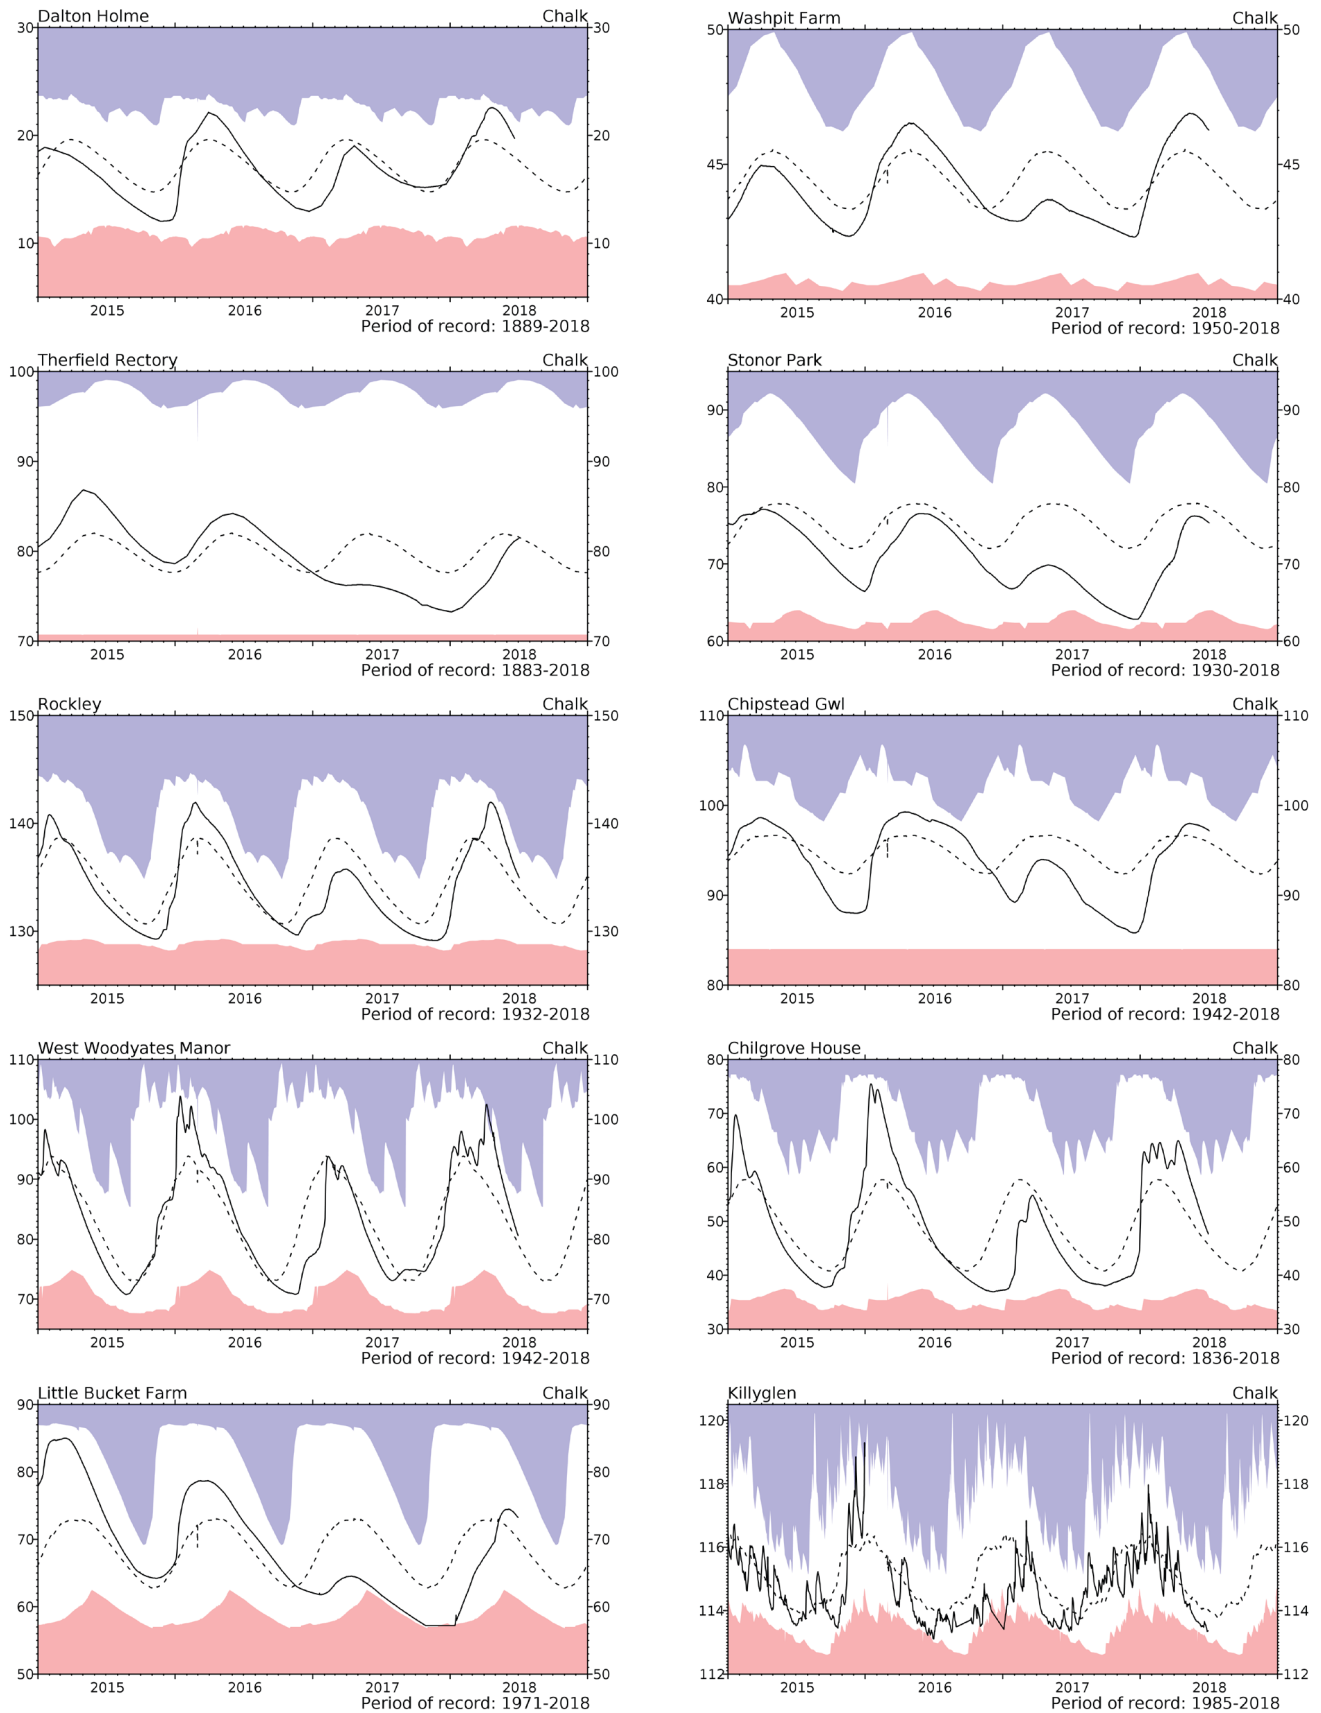 Dalton Holme Chalk Washpit Farm Chalk
30 30 50 50
20 20 45 45
10 10 40 40
2015 2016 2017 2018 2015 2016 2017 2018
Period of record: 1889-2018 Period of record: 1950-2018
Therfield Rectory Chalk Stonor Park Chalk
100 100 90 90
90 90 80 80
80 80 70 70
70 70 60 60
2015 2016 2017 2018 2015 2016 2017 2018
Period of record: 1883-2018 Period of record: 1930-2018
Rockley Chalk Chipstead Gwl Chalk
150 150 110 110
140 140 100 100
130 130 90 90
80 80
2015 2016 2017 2018 2015 2016 2017 2018
Period of record: 1932-2018 Period of record: 1942-2018
West Woodyates Manor Chalk Chilgrove House Chalk
110 110 80 80
100 100 70 70
90 90 60 60
80 80 50 50
70 70 40 40
30 30
2015 2016 2017 2018 2015 2016 2017 2018
Period of record: 1942-2018 Period of record: 1836-2018
Little Bucket Farm Chalk Killyglen Chalk
90 90 120 120
80 80 118 118
70 70 116 116
60 60 114 114
50 50 112 112
2015 2016 2017 2018 2015 2016 2017 2018
Period of record: 1971-2018 Period of record: 1985-2018